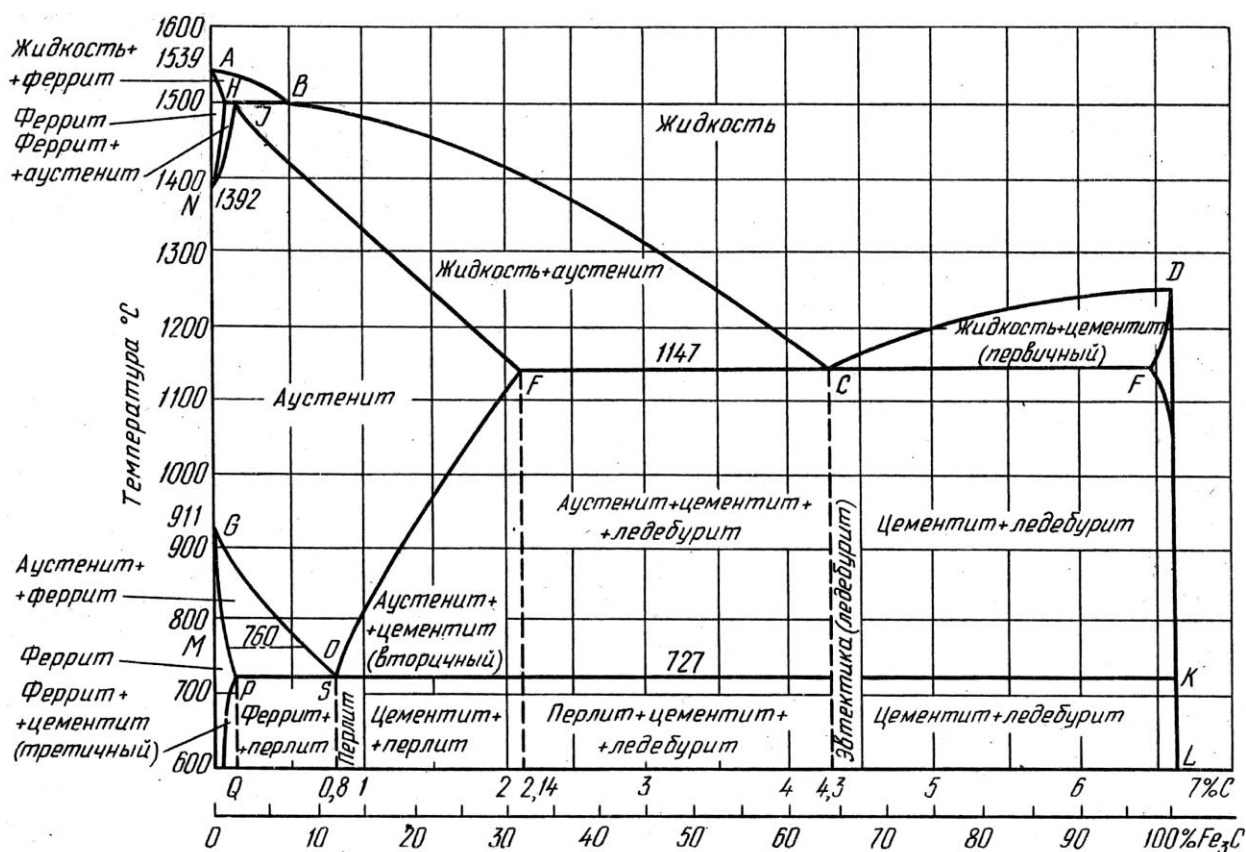 1600
1539
1500
1400
1392
1300
1200
1100
1000
911
900
800
700
600
Температура °С
Жидкость+
+феррит
Феррит
Феррит+
+аустенит
N
A
H
J
B
Жидкость
Жидкость+аустенит
D
Жидкость+цементит
(первичный)
1147
F
C
F
Аустенит
G
Аустенит+цементит+
+ледебурит
Эвтектика (ледебурит)
Цементит+ледебурит
Аустенит+
+феррит
M
760
O
Аустенит+
+цементит
(вторичный)
727
Феррит
P
S
K
Феррит+
+цементит
(третичный)
Феррит+
+перлит
Перлит
Цементит+
+перлит
Перлит+цементит+
+ледебурит
Цементит+ледебурит
L
Q 0,8 1 2 2,14 3 4 4,3 5 6 7%С
0 10 20 30 40 50 60 70 80 90 100%Fe₃C